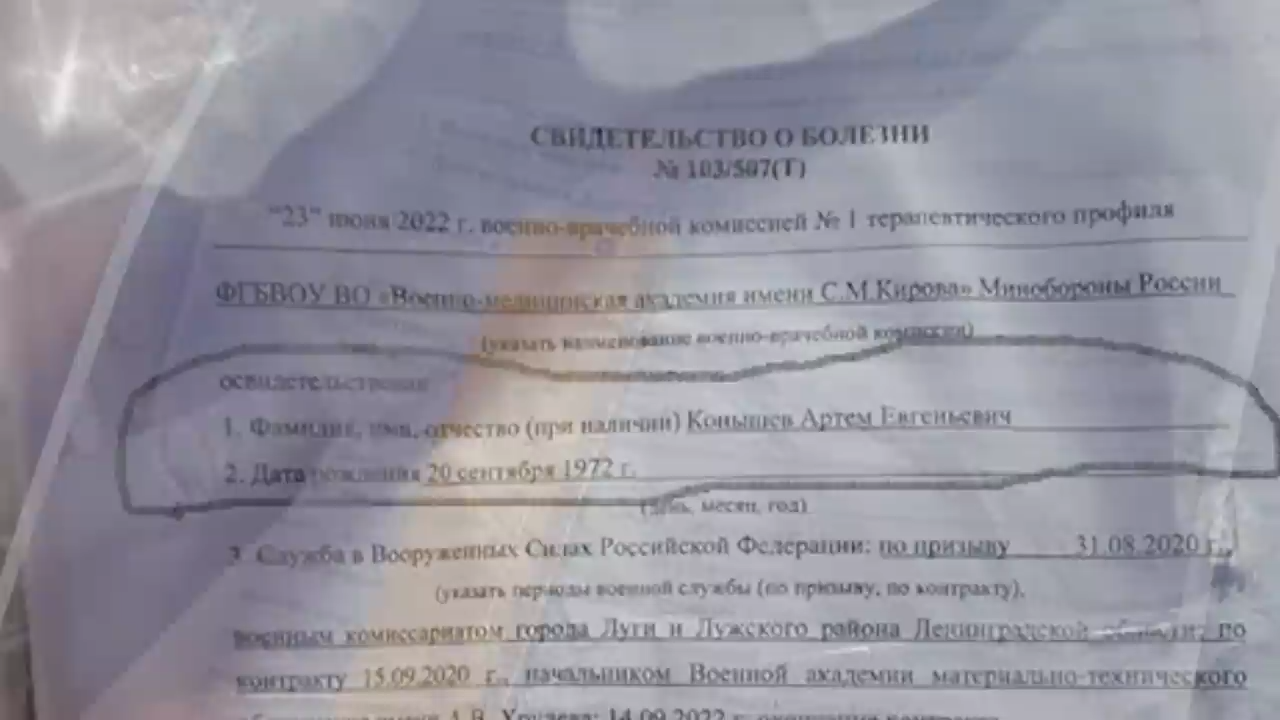 СВИДЕТЕЛЬСТВО О БОЛЕЗНИ
№ 103/507(Т)
"23" июня 2022 г. военно-врачебной комиссией № 1 терапевтического профиля
ФГБВОУ ВО «Военно-медицинская академия имени С.М.Кирова» Минобороны России
(указать наименование военно-врачебной комиссии)
освидетельствован
1. Фамилия, имя, отчество (при наличии) Конышев Артем Евгеньевич
2. Дата рождения 20 сентября 1972 г.
(день, месяц, год)
3. Служба в Вооруженных Силах Российской Федерации: по призыву 31.08.2020 г.,
(указать периоды военной службы (по призыву, по контракту),
военным комиссариатом города Луги и Лужского района Ленинградской области; по
контракту 15.09.2020 г., начальником Военной академии материально-технического
А.В. Хрулева; 14.09.2022 г.